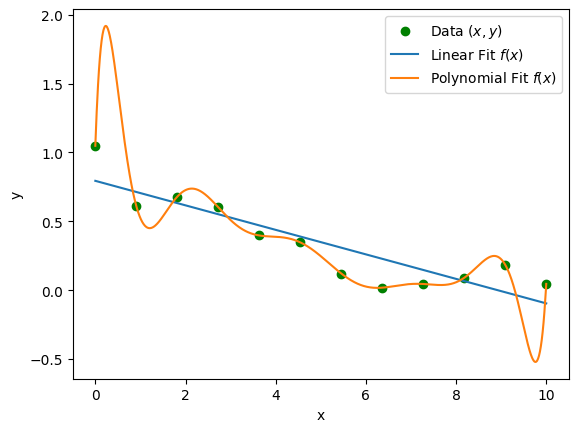 2.0
1.5
1.0
0.5
0.0
−0.5
y
Data (x, y)
Linear Fit f(x)
Polynomial Fit f(x)
0 2 4 6 8 10
x